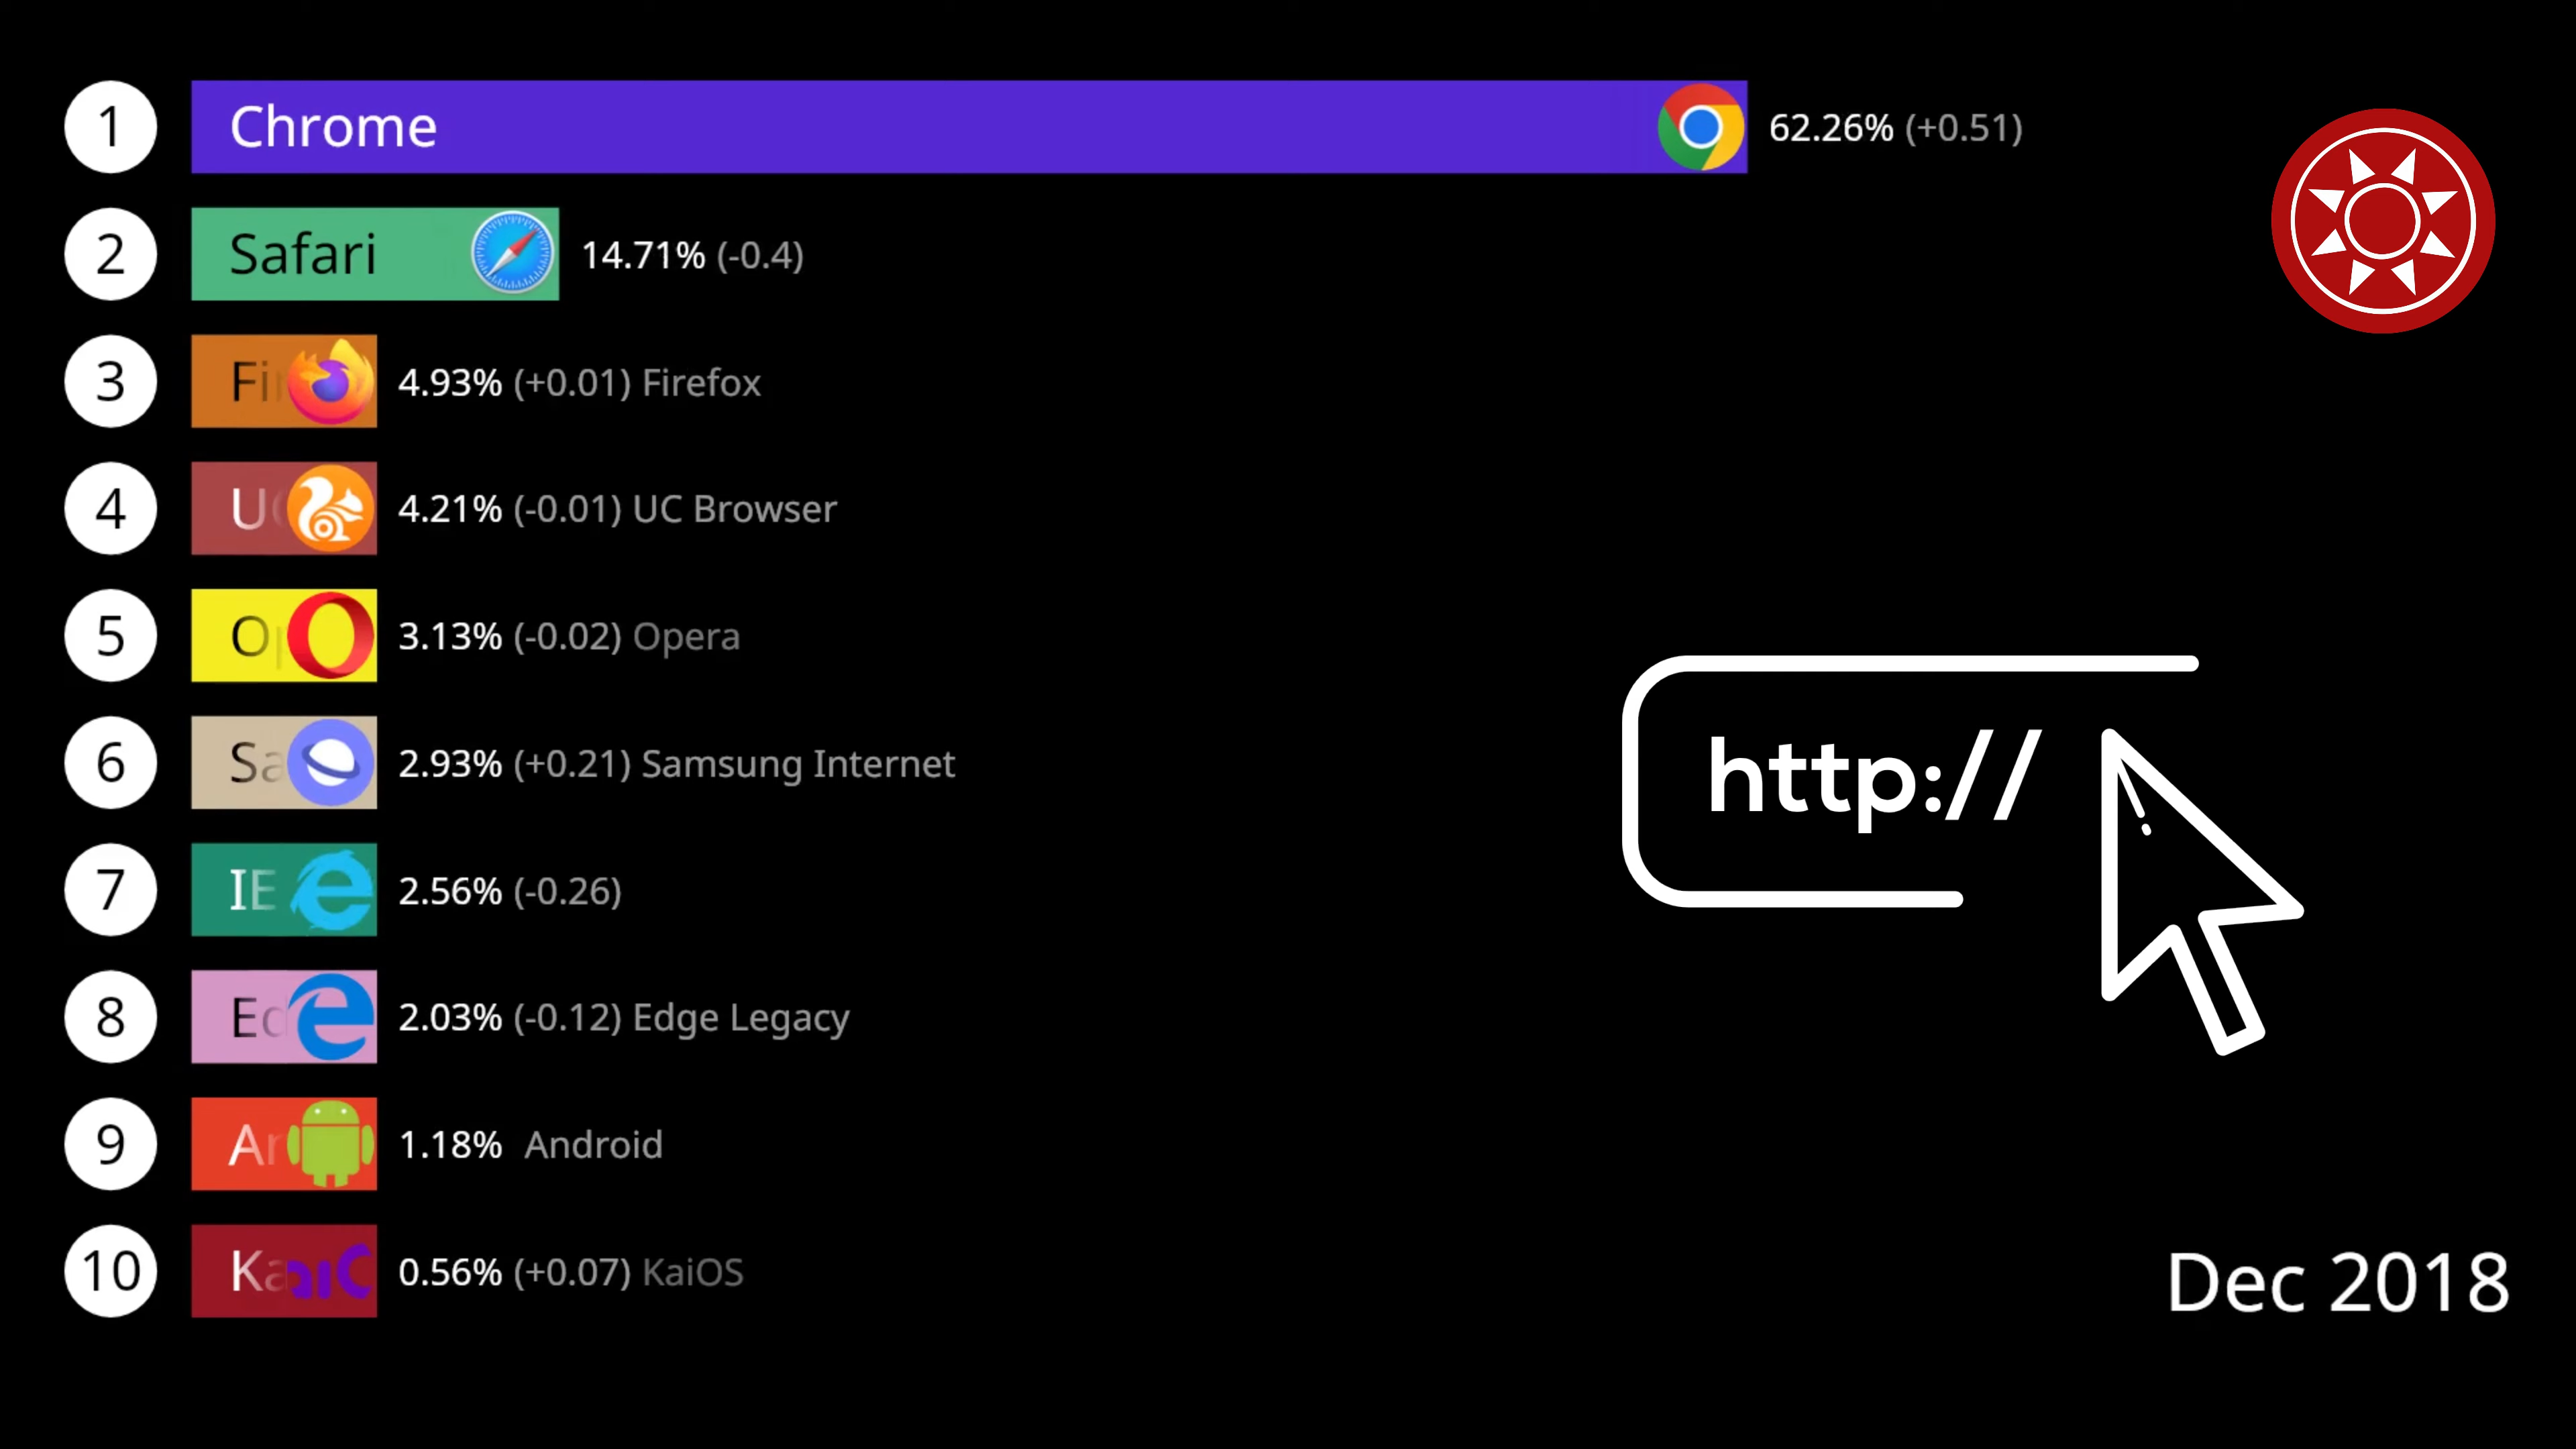 1 Chrome 62.26% (+0.51)
2 Safari 14.71% (-0.4)
3 Fi 4.93% (+0.01) Firefox
4 U 4.21% (-0.01) UC Browser
5 Op 3.13% (-0.02) Opera
6 Sa 2.93% (+0.21) Samsung Internet
7 IE 2.56% (-0.26)
8 Ed 2.03% (-0.12) Edge Legacy
9 An 1.18% Android
10 Ka 0.56% (+0.07) KaiOS
http://
Dec 2018